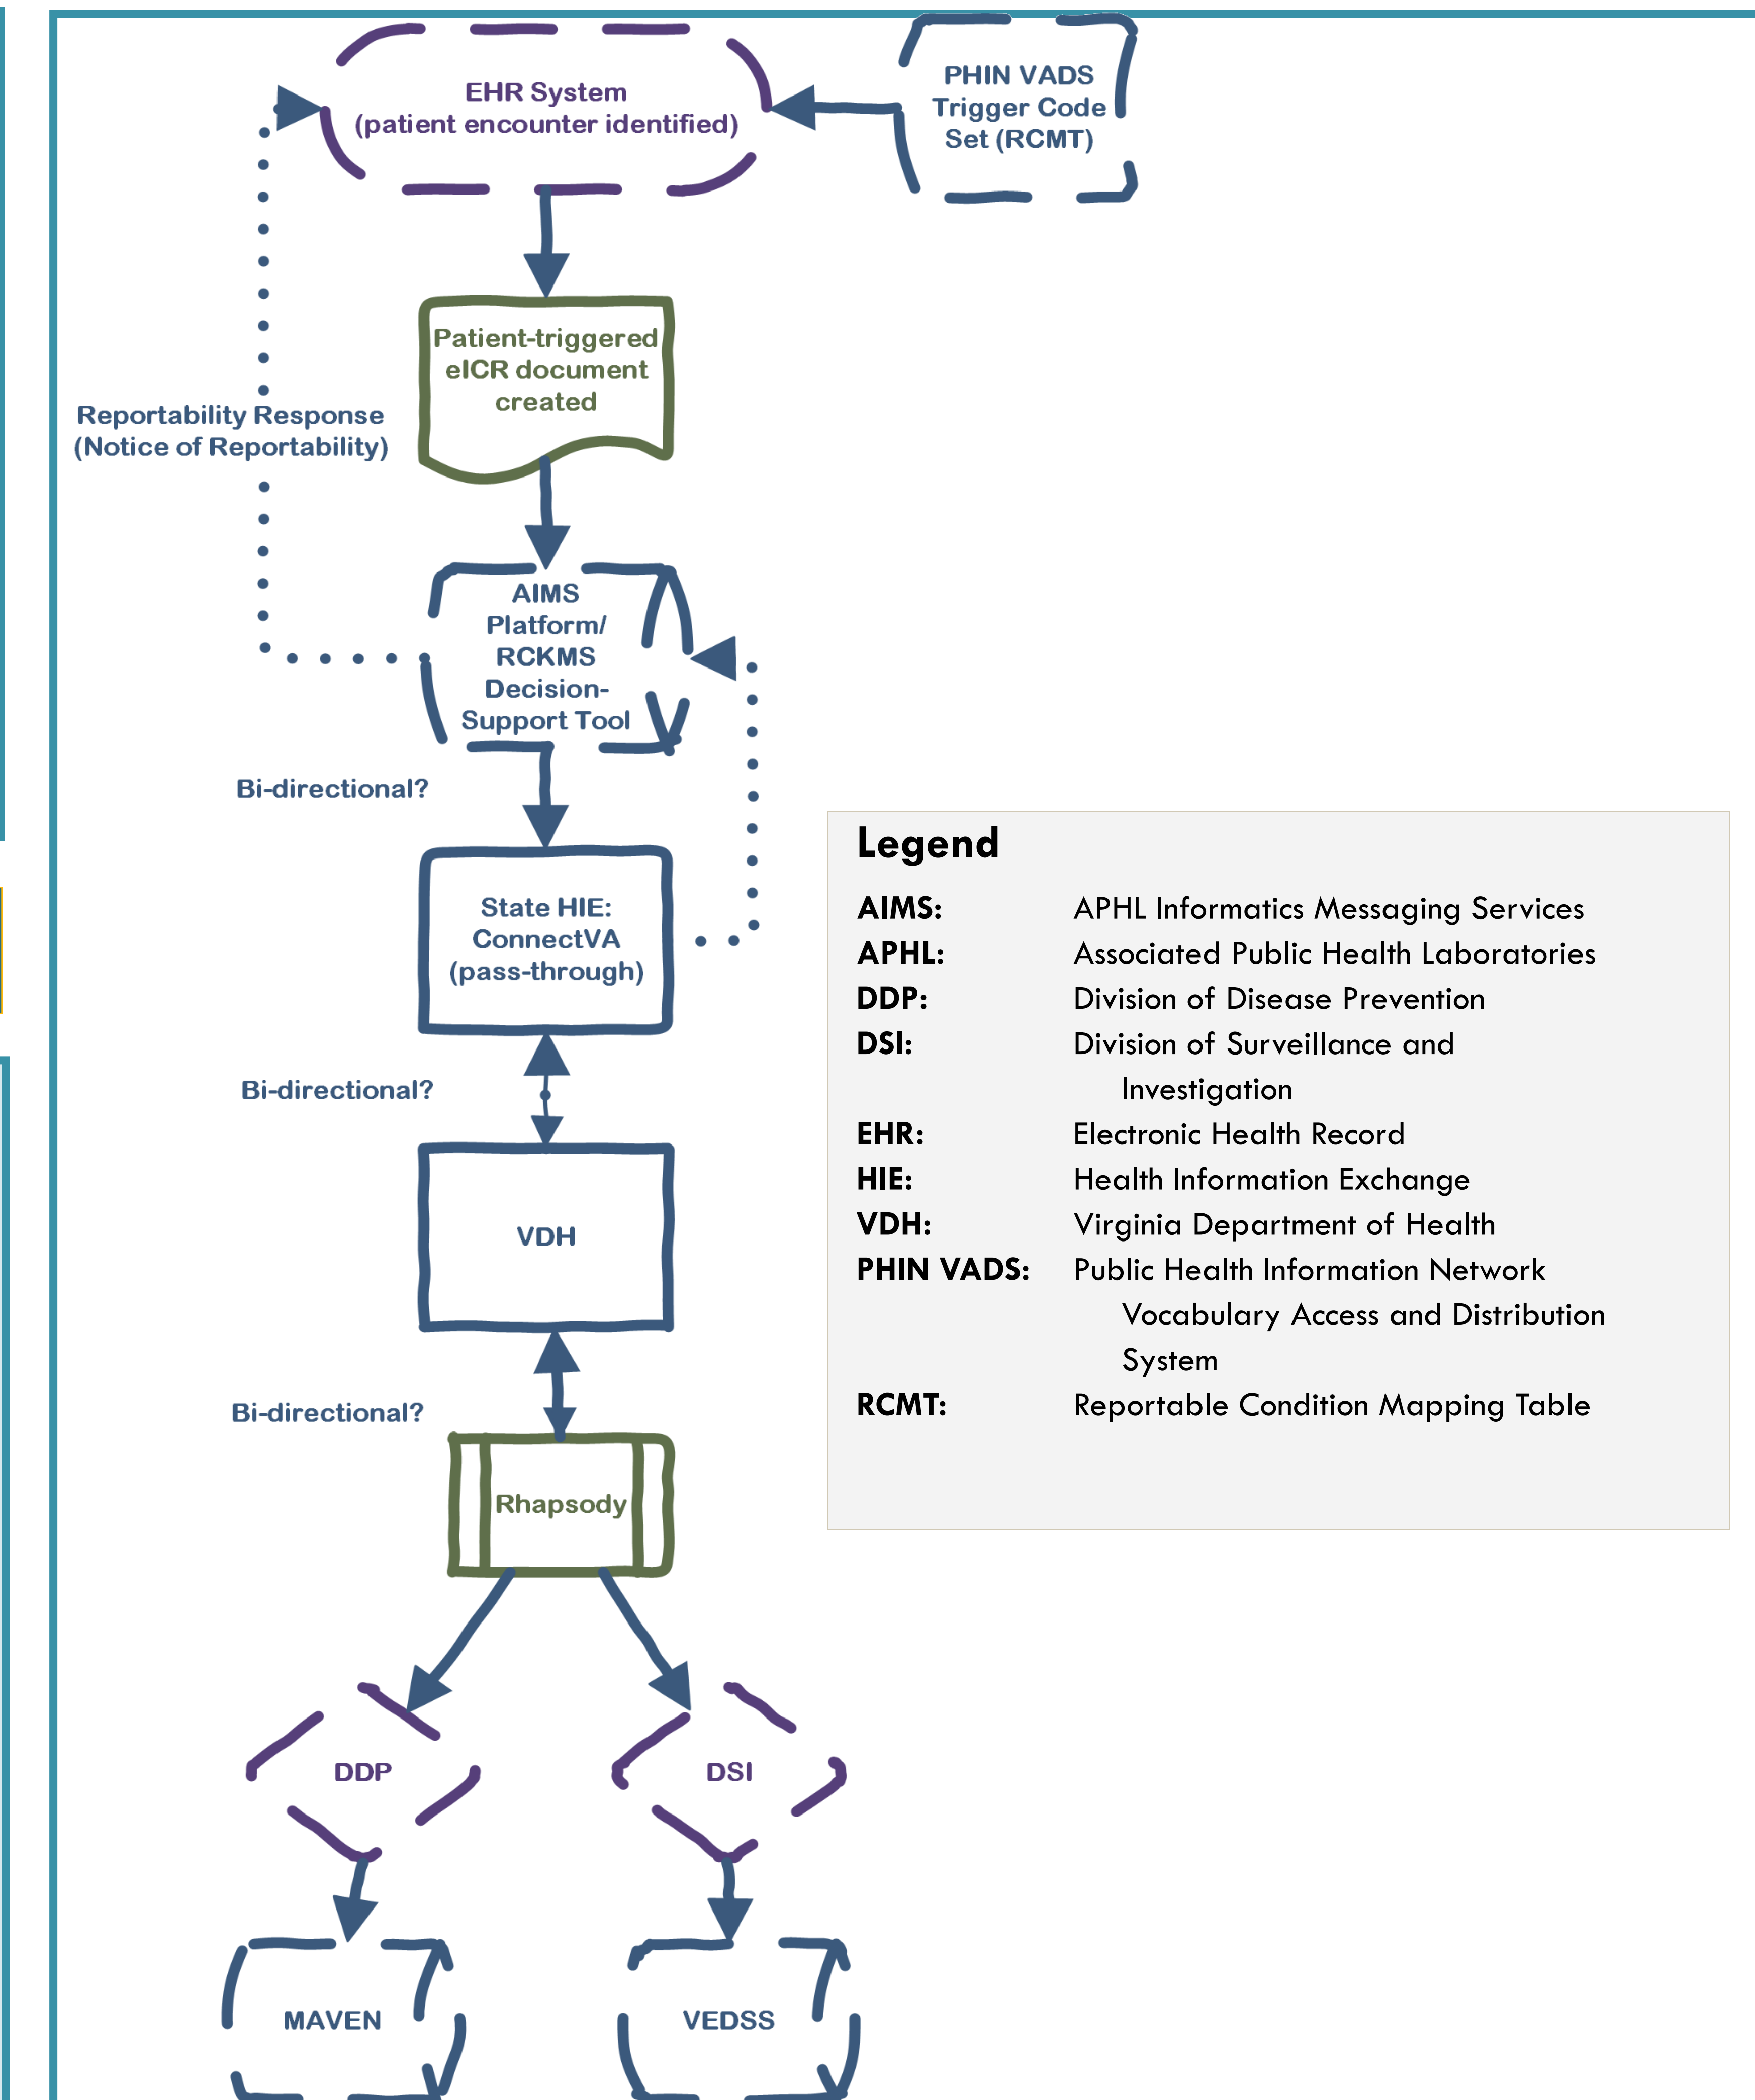 EHR System
(patient encounter identified)
PHIN VADS
Trigger Code
Set (RCMT)
Patient-triggered
eICR document
created
Reportability Response
(Notice of Reportability)
AIMS
Platform/
RCKMS
Decision-
Support Tool
Bi-directional?
State HIE:
ConnectVA
(pass-through)
Bi-directional?
VDH
Bi-directional?
Rhapsody
DDP
DSI
MAVEN
VEDSS
Legend
AIMS: APHL Informatics Messaging Services
APHL: Associated Public Health Laboratories
DDP: Division of Disease Prevention
DSI: Division of Surveillance and
Investigation
EHR: Electronic Health Record
HIE: Health Information Exchange
VDH: Virginia Department of Health
PHIN VADS: Public Health Information Network
Vocabulary Access and Distribution
System
RCMT: Reportable Condition Mapping Table